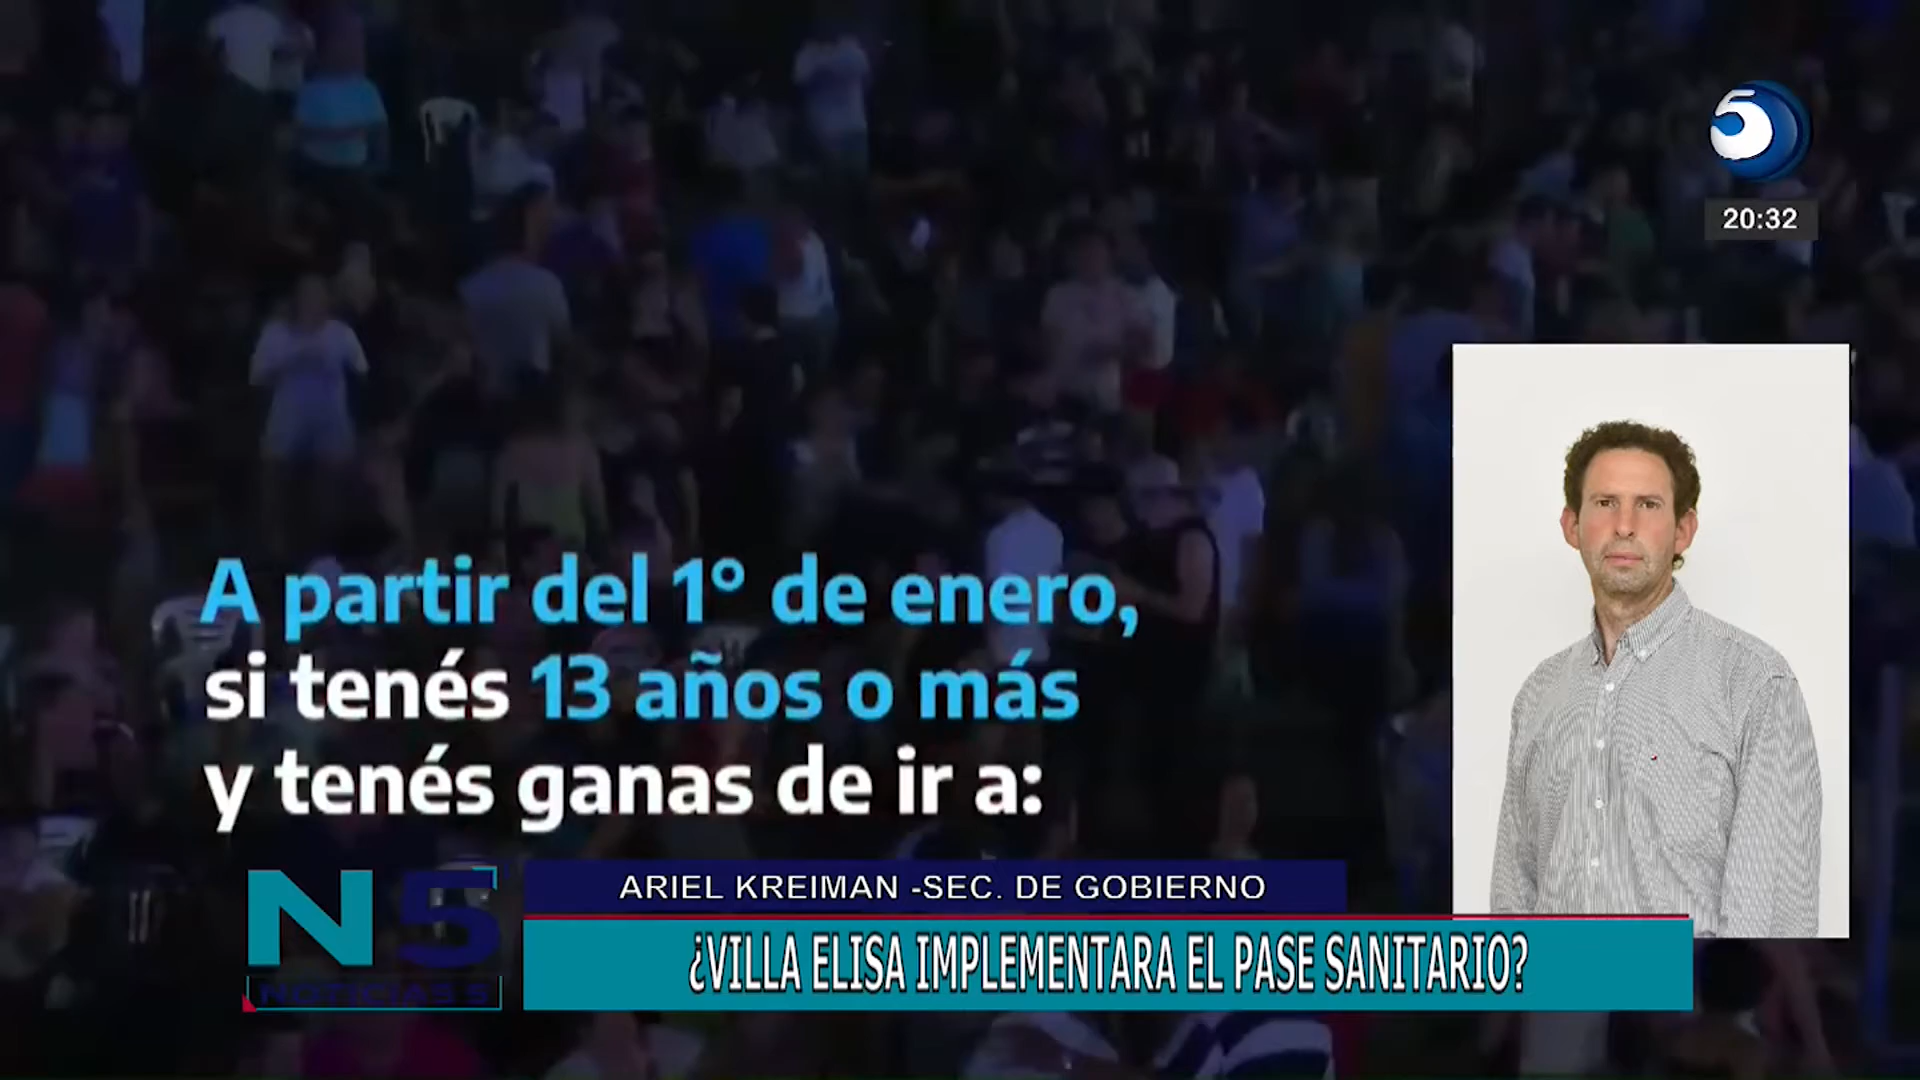 5
20:32
A partir del 1° de enero,
si tenés 13 años o más
y tenés ganas de ir a:
N5
NOTICIAS 5
ARIEL KREIMAN -SEC. DE GOBIERNO
¿VILLA ELISA IMPLEMENTARA EL PASE SANITARIO?